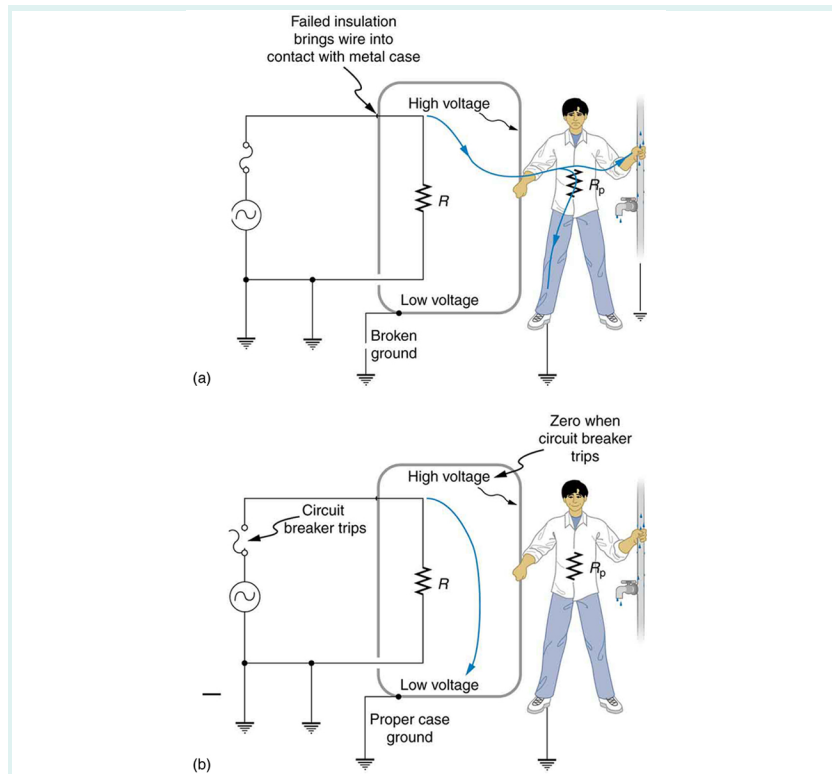 Failed insulation
brings wire into
contact with metal case
High voltage
R
Rp
Low voltage
Broken
ground
(a)
Zero when
circuit breaker
trips
High voltage
Circuit
breaker trips
R
Rp
Low voltage
Proper case
ground
(b)